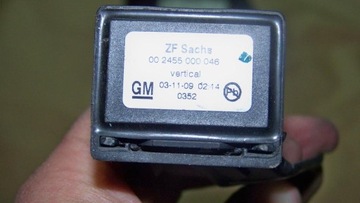 ZF Sachs
00 2455 000 046
vertical
GM 03-11-09 02:14 Pb
0352